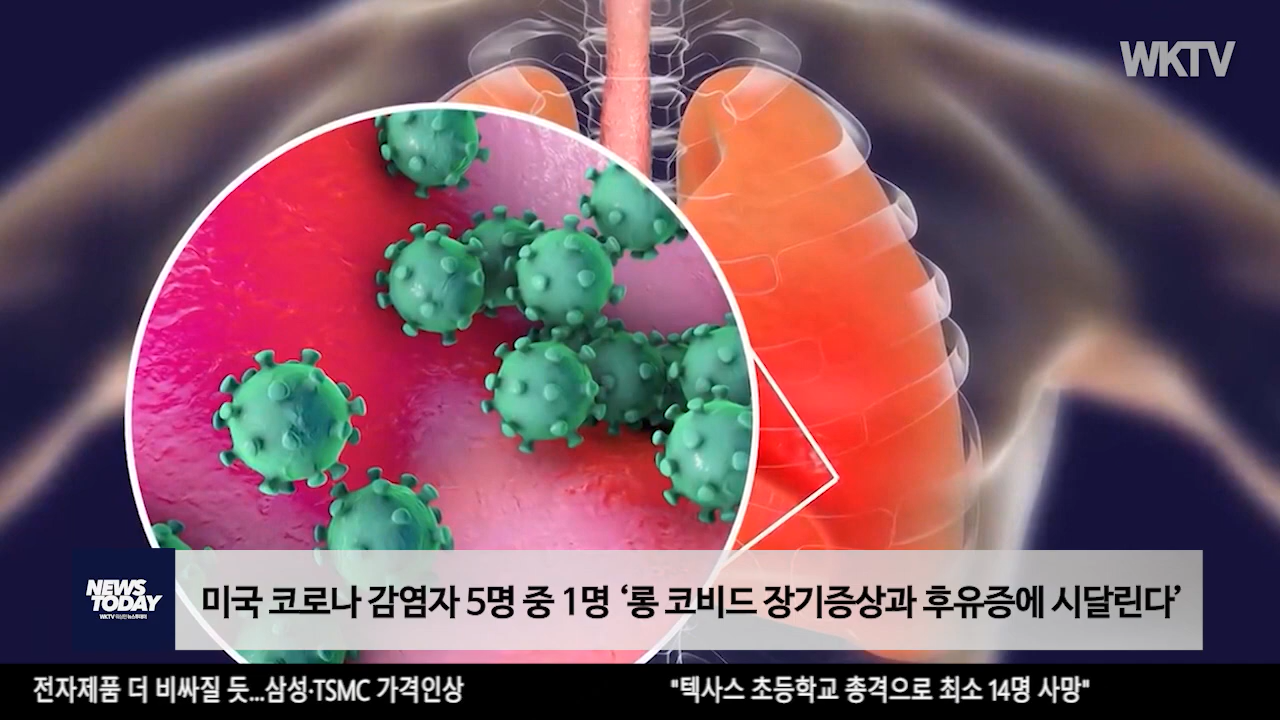 WKTV
NEWS
TODAY
미국 코로나 감염자 5명 중 1명 ‘롱 코비드 장기증상과 후유증에 시달린다’
전자제품 더 비싸질 듯...삼성·TSMC 가격인상
"텍사스 초등학교 총격으로 최소 14명 사망"